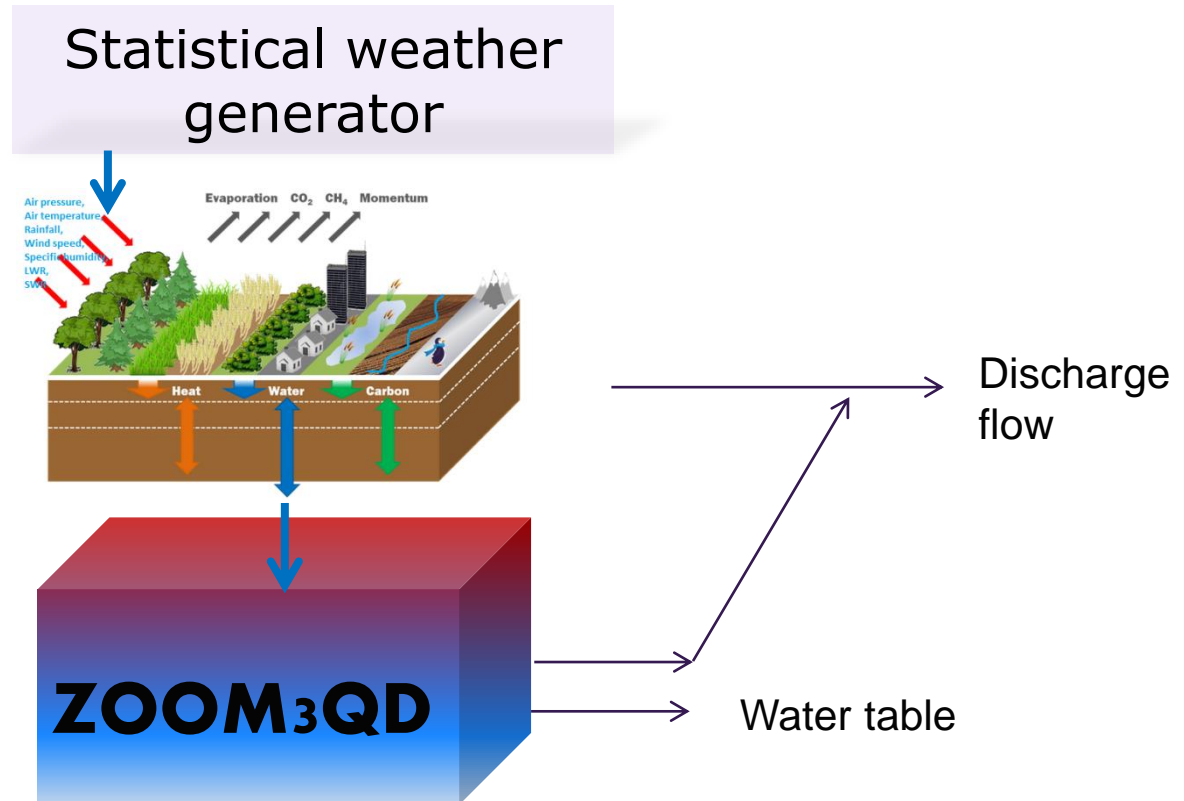 Statistical weather
generator
Air pressure,
Air temperature
Rainfall,
Wind speed,
Specific humidity,
LWR,
Evaporation CO₂ CH₄ Momentum
Heat Water Carbon
Discharge
flow
ZOOM3QD
Water table